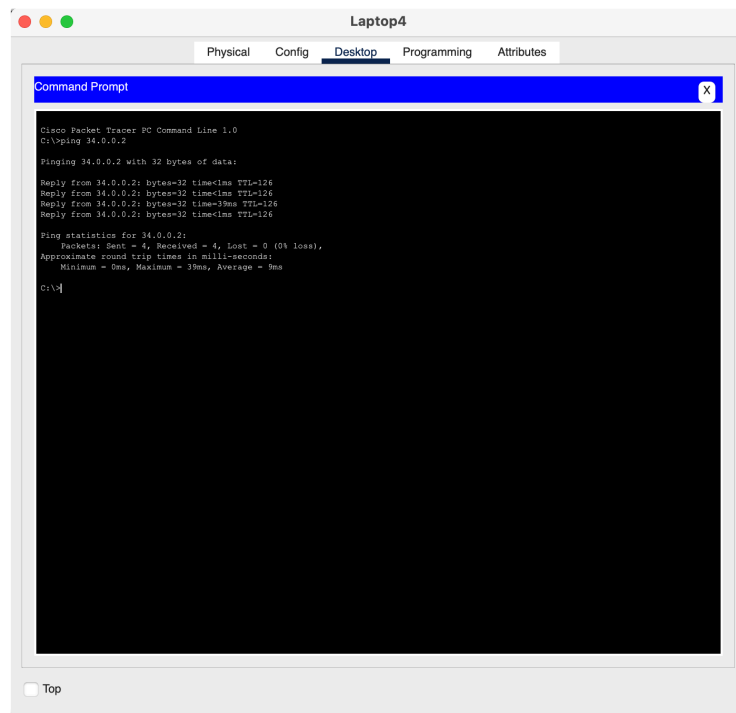 Laptop4
Physical Config Desktop Programming Attributes
Command Prompt
X
Cisco Packet Tracer PC Command Line 1.0
C:\>ping 34.0.0.2
Pinging 34.0.0.2 with 32 bytes of data:
Reply from 34.0.0.2: bytes=32 time<1ms TTL=126
Reply from 34.0.0.2: bytes=32 time<1ms TTL=126
Reply from 34.0.0.2: bytes=32 time=39ms TTL=126
Reply from 34.0.0.2: bytes=32 time<1ms TTL=126
Ping statistics for 34.0.0.2:
Packets: Sent = 4, Received = 4, Lost = 0 (0% loss),
Approximate round trip times in milli-seconds:
Minimum = 0ms, Maximum = 39ms, Average = 9ms
C:\>
Top